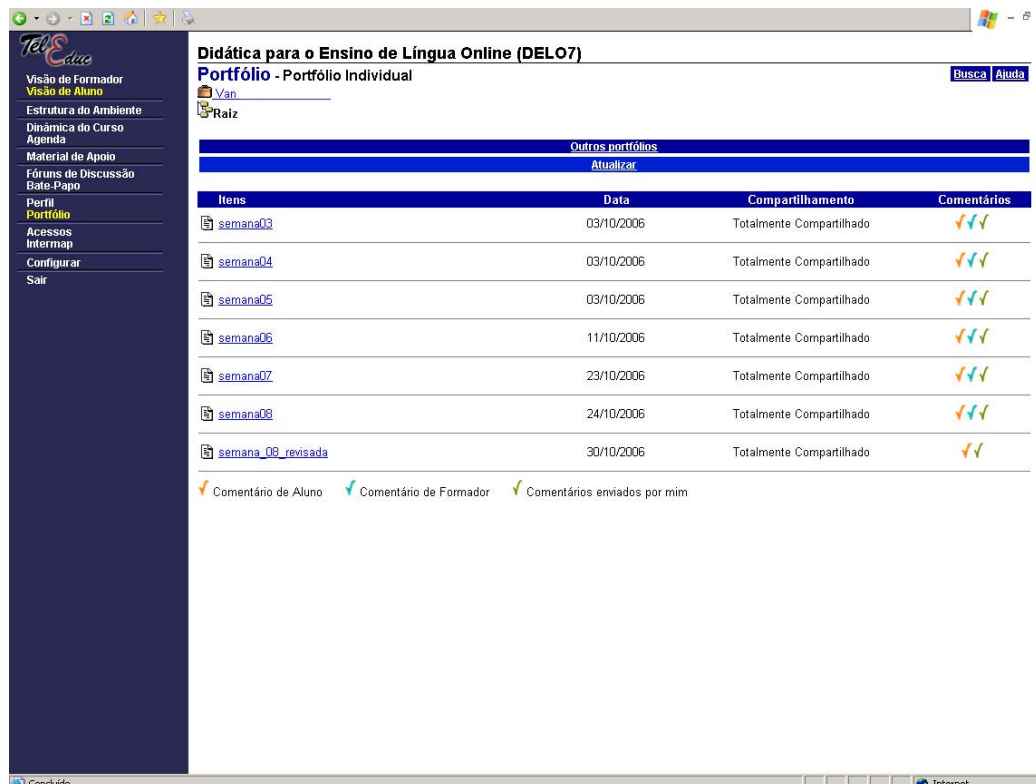 TelEduc
Visão de Formador
Visão de Aluno
Estrutura do Ambiente
Dinâmica do Curso
Agenda
Material de Apoio
Fóruns de Discussão
Bate-Papo
Perfil
Portfólio
Acessos
Intermap
Configurar
Sair
Didática para o Ensino de Língua Online (DELO7)
Portfólio - Portfólio Individual
Busca Ajuda
Van
Raiz
Outros portfólios
Atualizar
Itens Data Compartilhamento Comentários
semana03 03/10/2006 Totalmente Compartilhado
semana04 03/10/2006 Totalmente Compartilhado
semana05 03/10/2006 Totalmente Compartilhado
semana06 11/10/2006 Totalmente Compartilhado
semana07 23/10/2006 Totalmente Compartilhado
semana08 24/10/2006 Totalmente Compartilhado
semana_08_revisada 30/10/2006 Totalmente Compartilhado
Comentário de Aluno Comentário de Formador Comentários enviados por mim
Concluído Internet